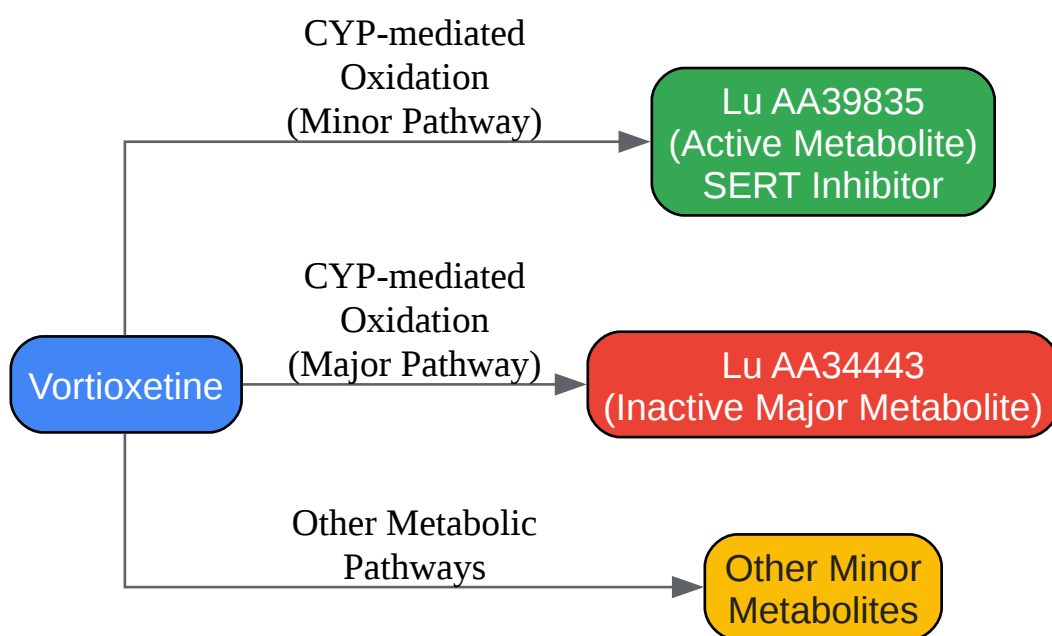 CYP-mediated
Oxidation
(Minor Pathway)
Lu AA39835
(Active Metabolite)
SERT Inhibitor
CYP-mediated
Oxidation
(Major Pathway)
Vortioxetine
Lu AA34443
(Inactive Major Metabolite)
Other Metabolic
Pathways
Other Minor
Metabolites